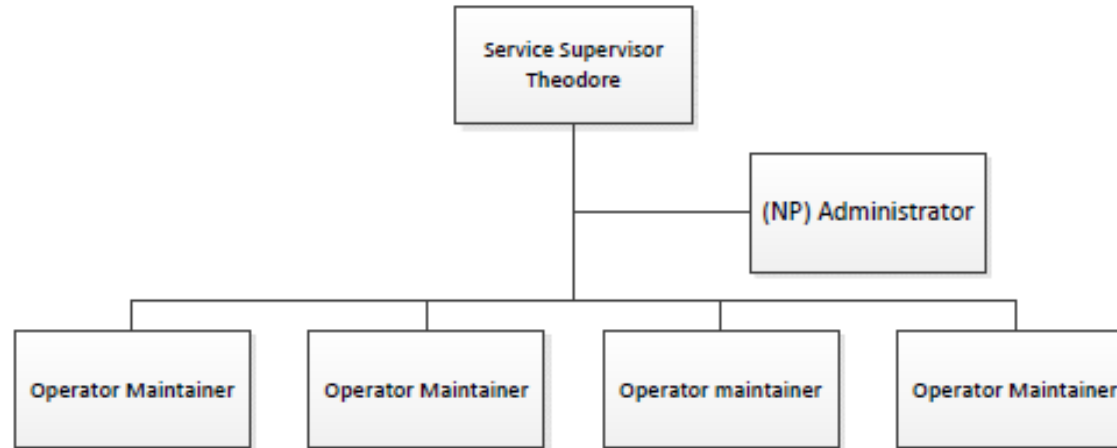 Service Supervisor
Theodore
(NP) Administrator
Operator Maintainer
Operator Maintainer
Operator maintainer
Operator Maintainer